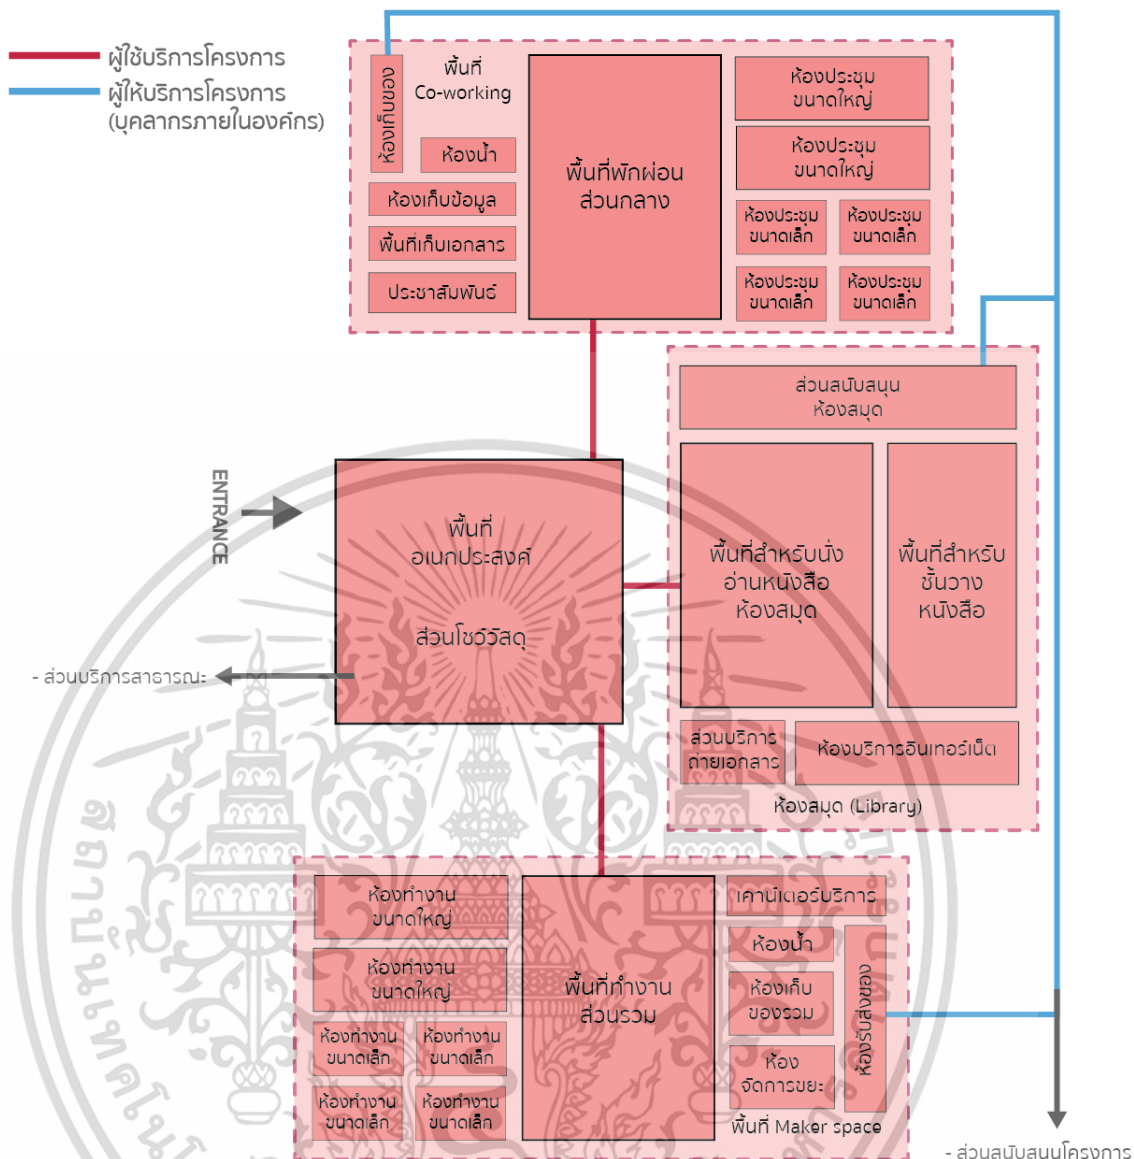 ผู้ใช้บริการโครงการ
ผู้ให้บริการโครงการ
(บุคลากรภายในองค์กร)
ห้องเก็บของ
พื้นที่
Co-working
ห้องน้ำ
ห้องเก็บข้อมูล
พื้นที่เก็บเอกสาร
ประชาสัมพันธ์
พื้นที่พักผ่อน
ส่วนกลาง
ห้องประชุม
ขนาดใหญ่
ห้องประชุม
ขนาดใหญ่
ห้องประชุม
ขนาดเล็ก
ห้องประชุม
ขนาดเล็ก
ห้องประชุม
ขนาดเล็ก
ห้องประชุม
ขนาดเล็ก
ส่วนสนับสนุน
ห้องสมุด
พื้นที่สำหรับนั่ง
อ่านหนังสือ
ห้องสมุด
พื้นที่สำหรับ
ชั้นวาง
หนังสือ
ส่วนบริการ
ถ่ายเอกสาร
ห้องบริการอินเทอร์เน็ต
ห้องสมุด (Library)
ENTRANCE
พื้นที่
อเนกประสงค์
ส่วนโชว์วัสดุ
- ส่วนบริการสาธารณะ
ห้องทำงาน
ขนาดใหญ่
ห้องทำงาน
ขนาดใหญ่
ห้องทำงาน
ขนาดเล็ก
ห้องทำงาน
ขนาดเล็ก
ห้องทำงาน
ขนาดเล็ก
ห้องทำงาน
ขนาดเล็ก
พื้นที่ทำงาน
ส่วนรวม
เคาน์เตอร์บริการ
ห้องน้ำ
ห้องเก็บ
ของรวม
ห้อง
จัดการขยะ
ห้องรับส่งของ
พื้นที่ Maker space
- ส่วนสนับสนุนโครงการ